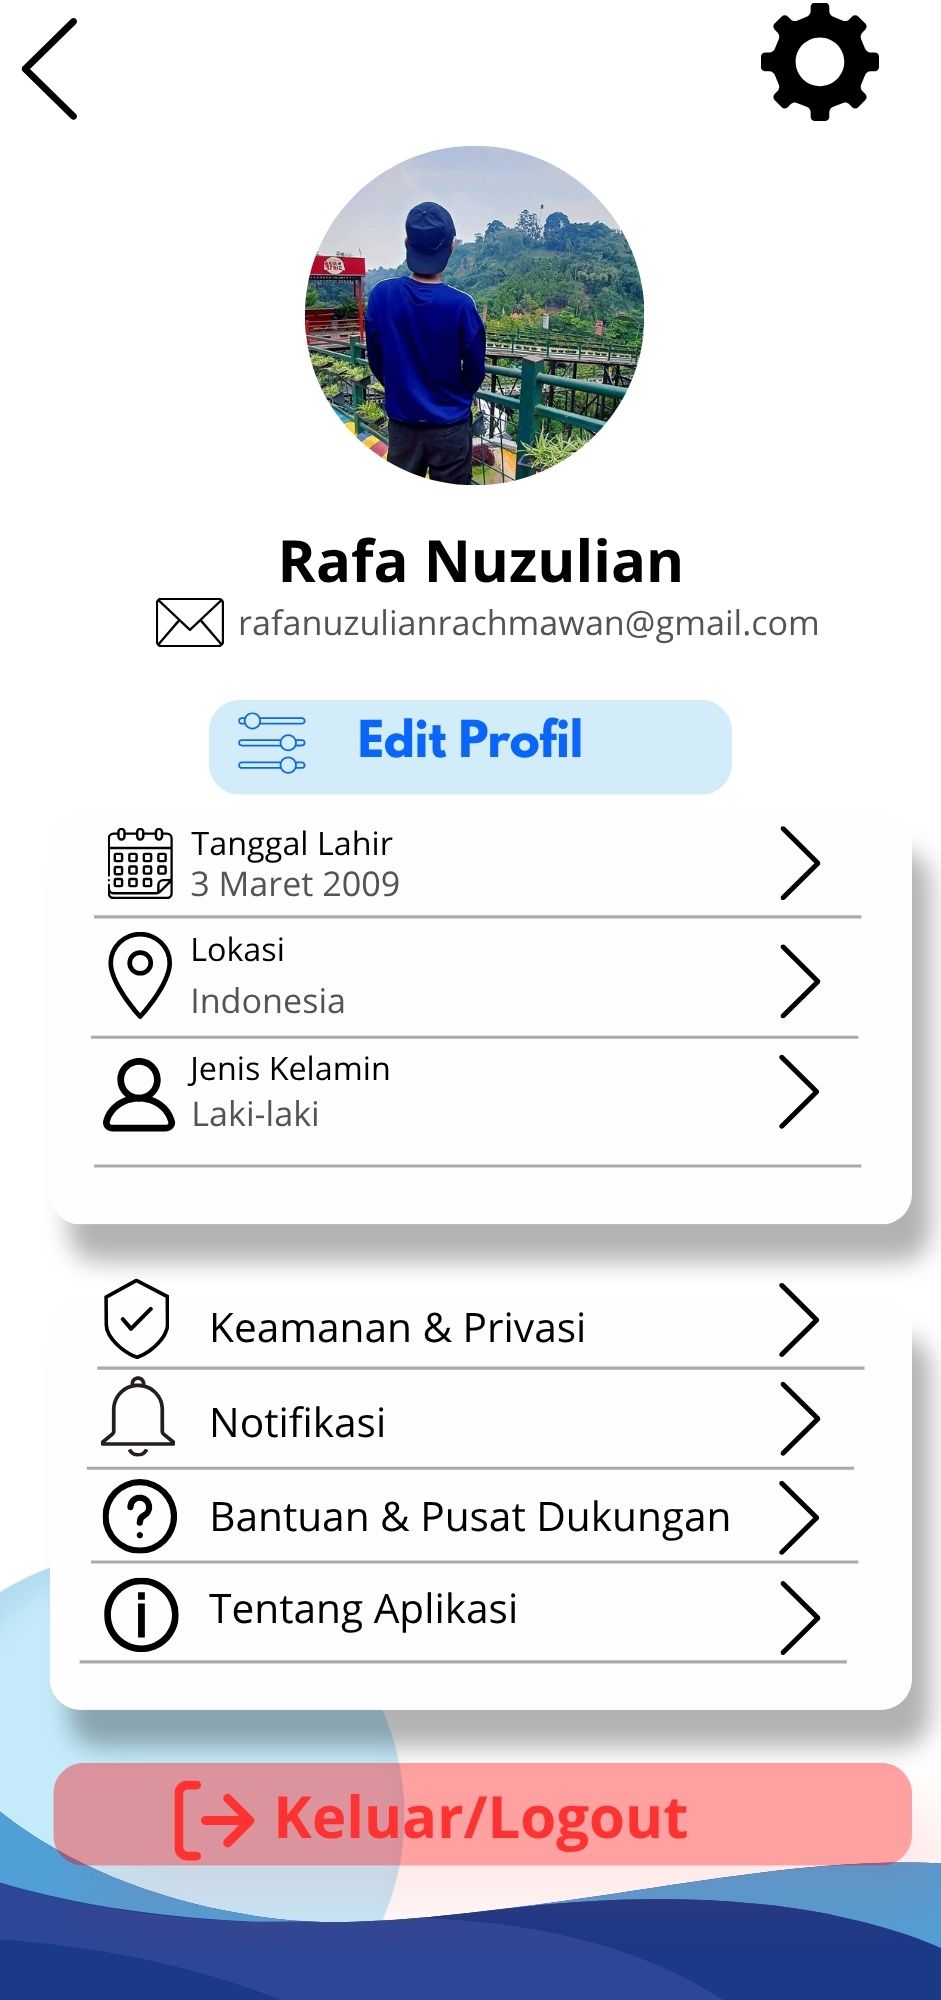 Rafa Nuzulian
rafanuzulianrachmawan@gmail.com
Edit Profil
Tanggal Lahir
3 Maret 2009
Lokasi
Indonesia
Jenis Kelamin
Laki-laki
Keamanan & Privasi
Notifikasi
Bantuan & Pusat Dukungan
Tentang Aplikasi
Keluar/Logout